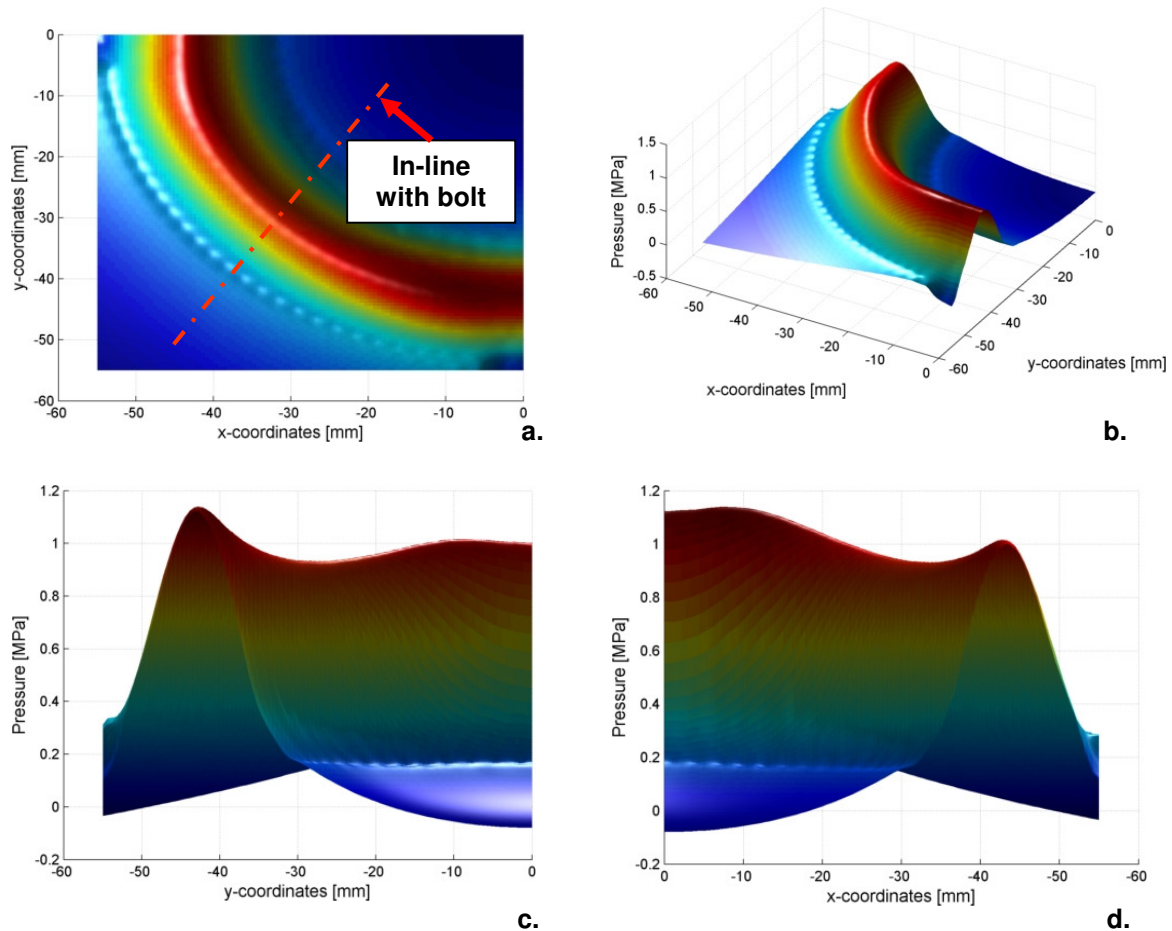 0
-10
-20
-30
-40
-50
-60
y-coordinates [mm]
In-line
with bolt
-60 -50 -40 -30 -20 -10 0
x-coordinates [mm]
a.
1.5
1
0.5
0
-0.5
Pressure [MPa]
-60
-50
-40
-30
-20
-10
0
x-coordinates [mm]
-60
-50
-40
-30
-20
-10
0
y-coordinates [mm]
b.
1.2
1
0.8
0.6
0.4
0.2
0
-0.2
Pressure [MPa]
-60 -50 -40 -30 -20 -10 0
y-coordinates [mm]
c.
1.2
1
0.8
0.6
0.4
0.2
0
-0.2
Pressure [MPa]
0 -10 -20 -30 -40 -50 -60
x-coordinates [mm]
d.